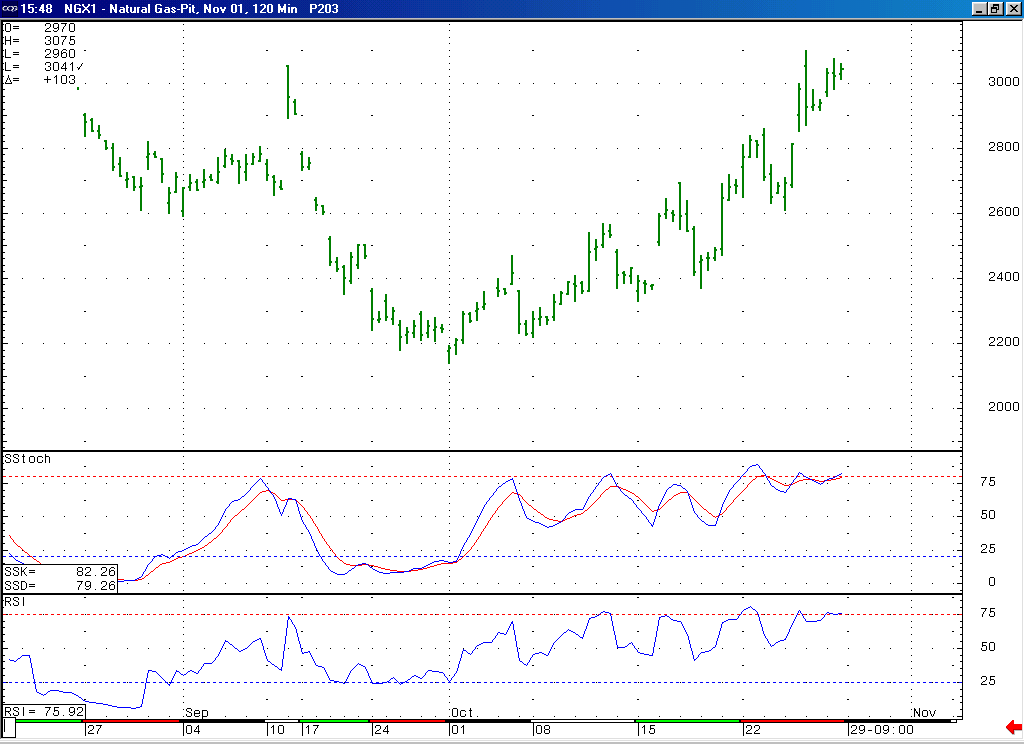 CQG 15:48 NGX1 - Natural Gas-Pit, Nov 01, 120 Min P203
O= 2970
H= 3075
L= 2960
L= 3041✓
Δ= +103
3000
2800
2600
2400
2200
2000
SStoch
75
50
25
0
SSK= 82.26
SSD= 79.26
RSI
75
50
25
RSI= 75.92
Sep Oct Nov
27 04 10 17 24 01 08 15 22 29-09:00